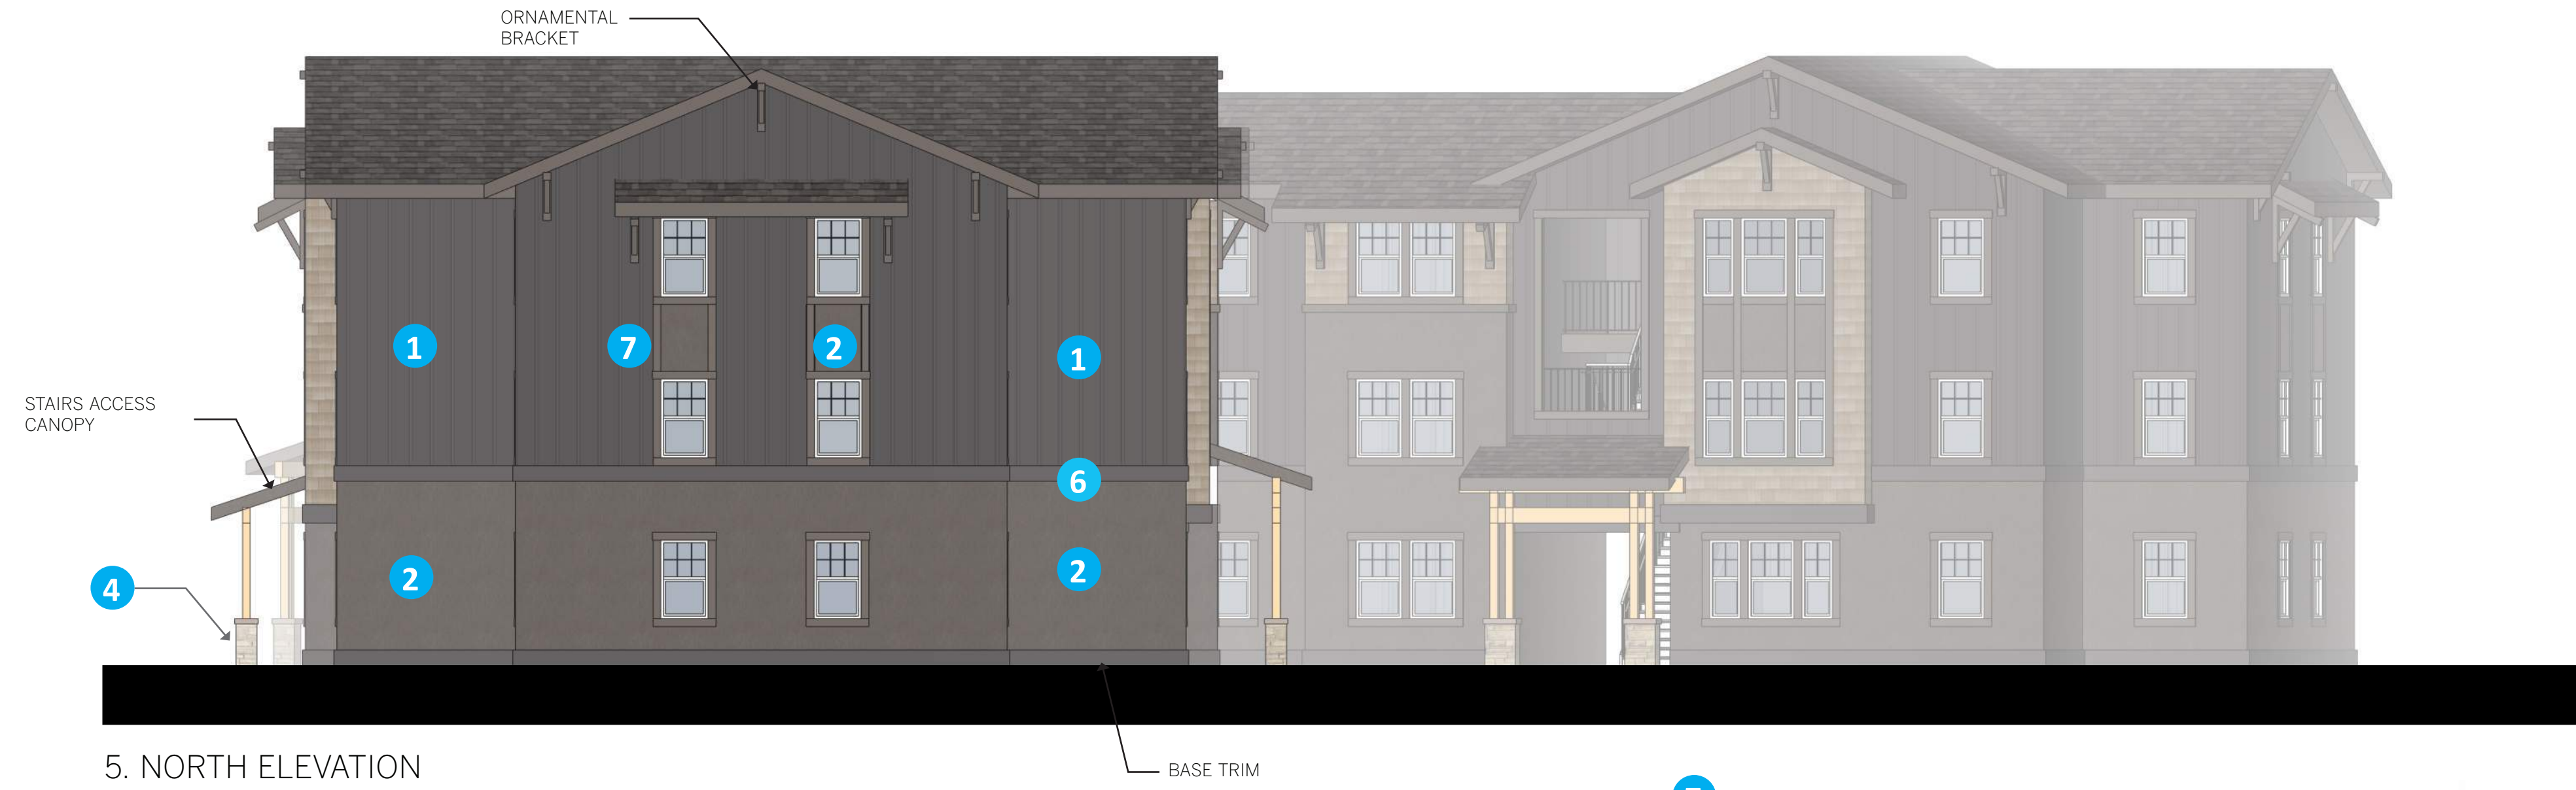 ORNAMENTAL
BRACKET
1
7
2
1
STAIRS ACCESS
CANOPY
6
2
2
4
5. NORTH ELEVATION
BASE TRIM